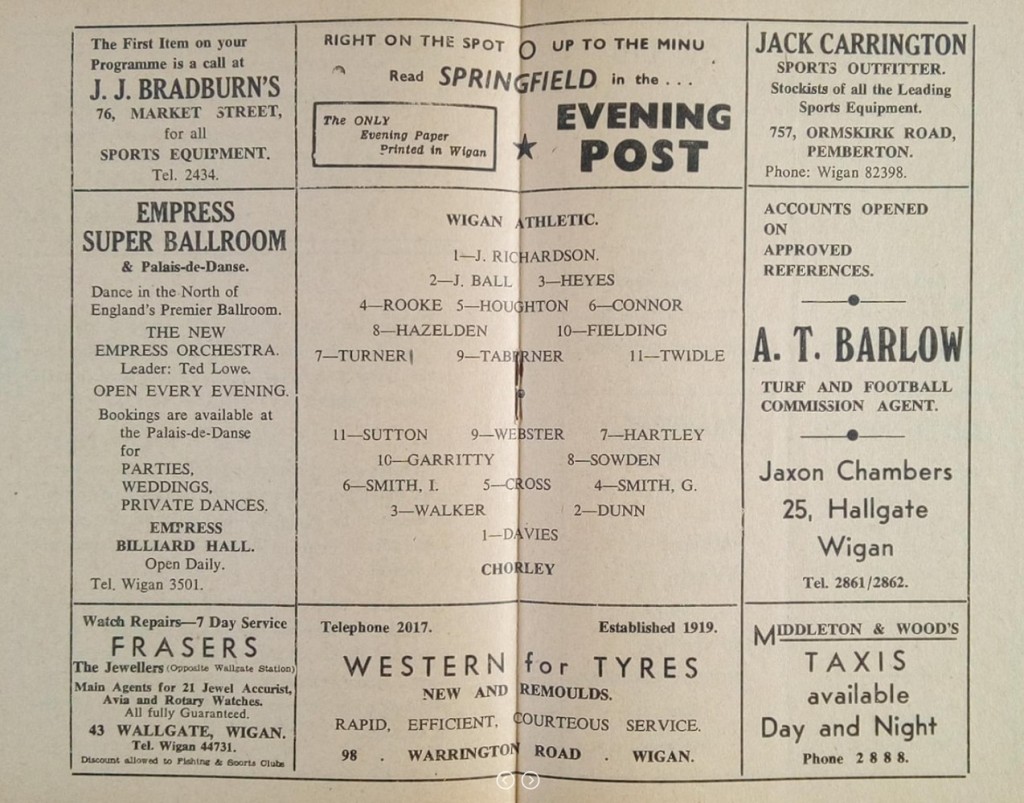 The First Item on your
Programme is a call at
J. J. BRADBURN'S
76, MARKET STREET,
for all
SPORTS EQUIPMENT.
Tel. 2434.
RIGHT ON THE SPOT O UP TO THE MINU
Read SPRINGFIELD in the . . .
The ONLY
Evening Paper
Printed in Wigan
★ EVENING
POST
JACK CARRINGTON
SPORTS OUTFITTER.
Stockists of all the Leading
Sports Equipment.
757, ORMSKIRK ROAD,
PEMBERTON.
Phone: Wigan 82398.
EMPRESS
SUPER BALLROOM
& Palais-de-Danse.
Dance in the North of
England's Premier Ballroom.
THE NEW
EMPRESS ORCHESTRA.
Leader: Ted Lowe.
OPEN EVERY EVENING.
Bookings are available at
the Palais-de-Danse
for
PARTIES,
WEDDINGS,
PRIVATE DANCES.
EMPRESS
BILLIARD HALL.
Open Daily.
Tel. Wigan 3501.
WIGAN ATHLETIC.
1—J. RICHARDSON.
2—J. BALL 3—HEYES
4—ROOKE 5—HOUGHTON 6—CONNOR
8—HAZELDEN 10—FIELDING
7—TURNER 9—TABERNER 11—TWIDLE
11—SUTTON 9—WEBSTER 7—HARTLEY
10—GARRITTY 8—SOWDEN
6—SMITH, I. 5—CROSS 4—SMITH, G.
3—WALKER 2—DUNN
1—DAVIES
CHORLEY
ACCOUNTS OPENED
ON
APPROVED
REFERENCES.
A. T. BARLOW
TURF AND FOOTBALL
COMMISSION AGENT.
Jaxon Chambers
25, Hallgate
Wigan
Tel. 2861/2862.
Watch Repairs—7 Day Service
FRASERS
The Jewellers (Opposite Wallgate Station)
Main Agents for 21 Jewel Accurist,
Avia and Rotary Watches.
All fully Guaranteed.
43 WALLGATE, WIGAN.
Tel. Wigan 44731.
Discount allowed to Fishing & Sports Clubs
Telephone 2017. Established 1919.
WESTERN for TYRES
NEW AND REMOULDS.
RAPID, EFFICIENT, COURTEOUS SERVICE.
98 . WARRINGTON ROAD . WIGAN.
MIDDLETON & WOOD'S
TAXIS
available
Day and Night
Phone 2 8 8 8.